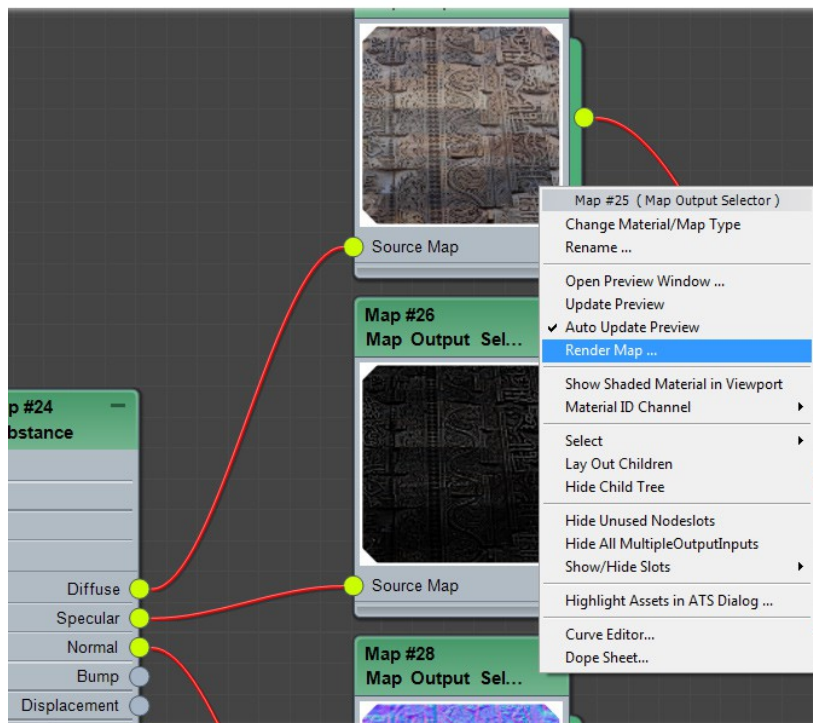 Source Map
Map #25 ( Map Output Selector )
Change Material/Map Type
Rename ...
Open Preview Window ...
Update Preview
Auto Update Preview
Render Map ...
Show Shaded Material in Viewport
Material ID Channel
Select
Lay Out Children
Hide Child Tree
Hide Unused Nodeslots
Hide All MultipleOutputInputs
Show/Hide Slots
Highlight Assets in ATS Dialog ...
Curve Editor...
Dope Sheet...
Map #26
Map Output Sel...
Source Map
p #24
bstance
Diffuse
Specular
Normal
Bump
Displacement
Map #28
Map Output Sel...